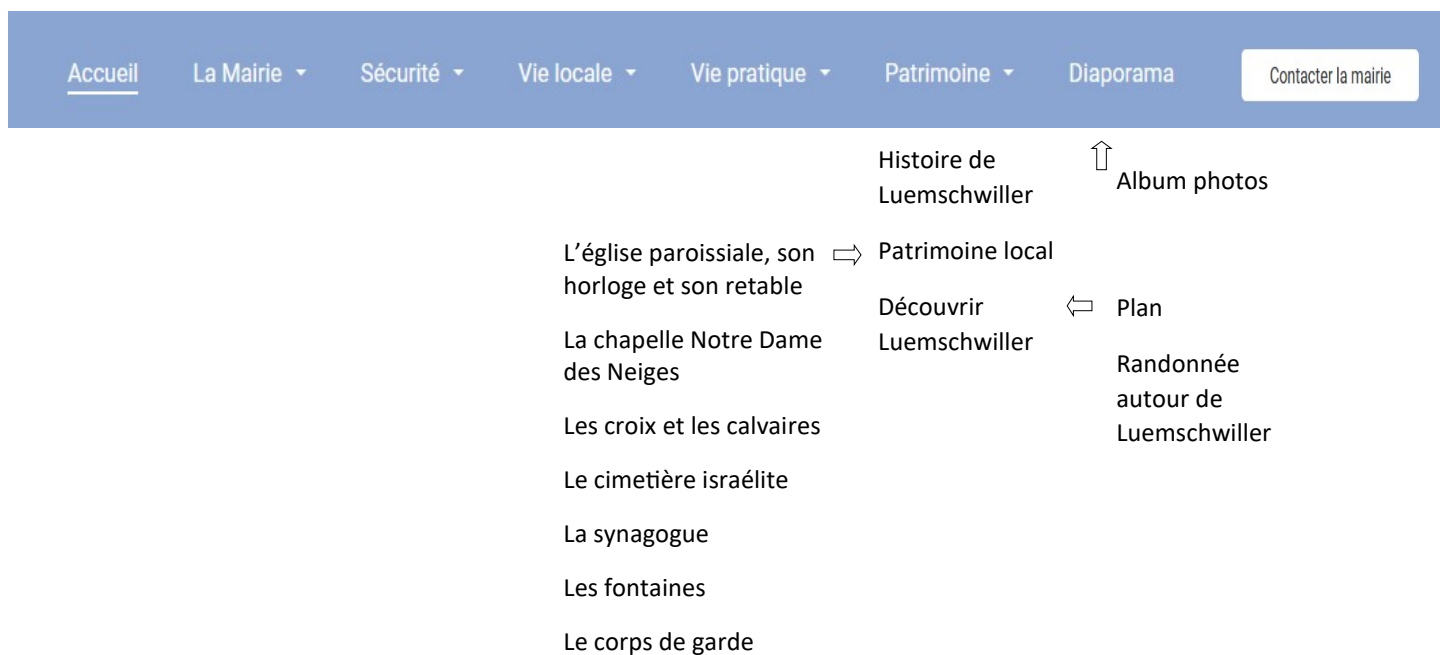 Accueil La Mairie Sécurité Vie locale Vie pratique Patrimoine Diaporama Contacter la mairie
Histoire de
Luemschwiller
Album photos
L’église paroissiale, son
horloge et son retable
Patrimoine local
Découvrir
Luemschwiller
Plan
La chapelle Notre Dame
des Neiges
Randonnée
autour de
Luemschwiller
Les croix et les calvaires
Le cimetière israélite
La synagogue
Les fontaines
Le corps de garde